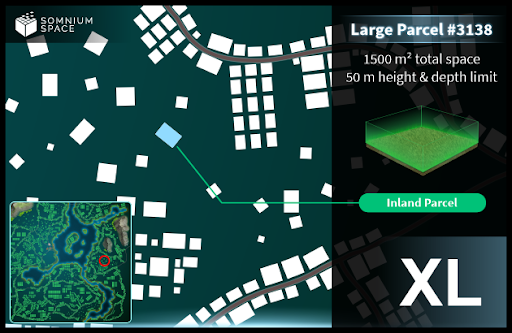 SOMNIUM
SPACE
Large Parcel #3138
1500 m² total space
50 m height & depth limit
Inland Parcel
XL